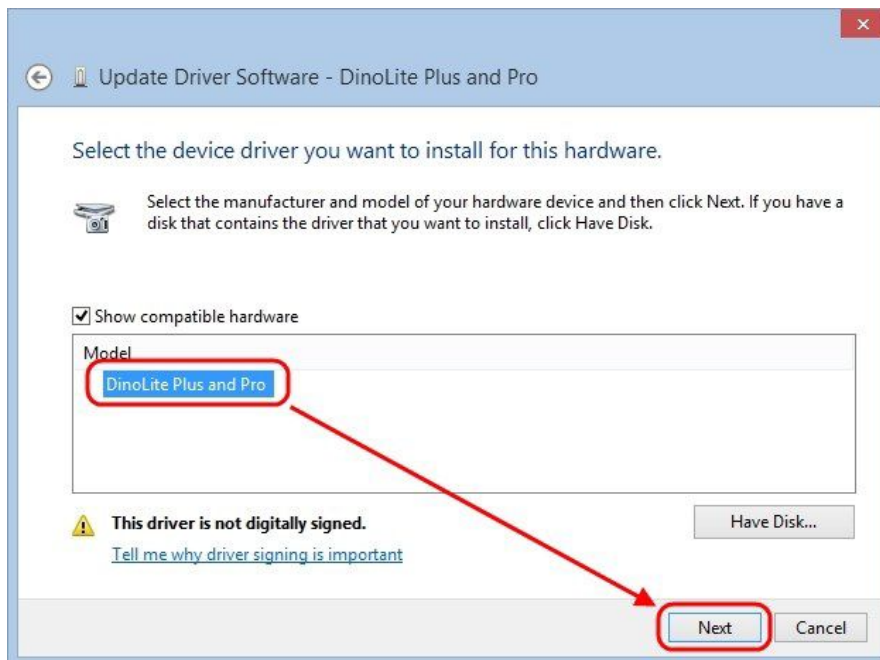 Update Driver Software - DinoLite Plus and Pro
Select the device driver you want to install for this hardware.
Select the manufacturer and model of your hardware device and then click Next. If you have a
disk that contains the driver that you want to install, click Have Disk.
Show compatible hardware
Model
DinoLite Plus and Pro
This driver is not digitally signed.
Have Disk...
Tell me why driver signing is important
Next
Cancel